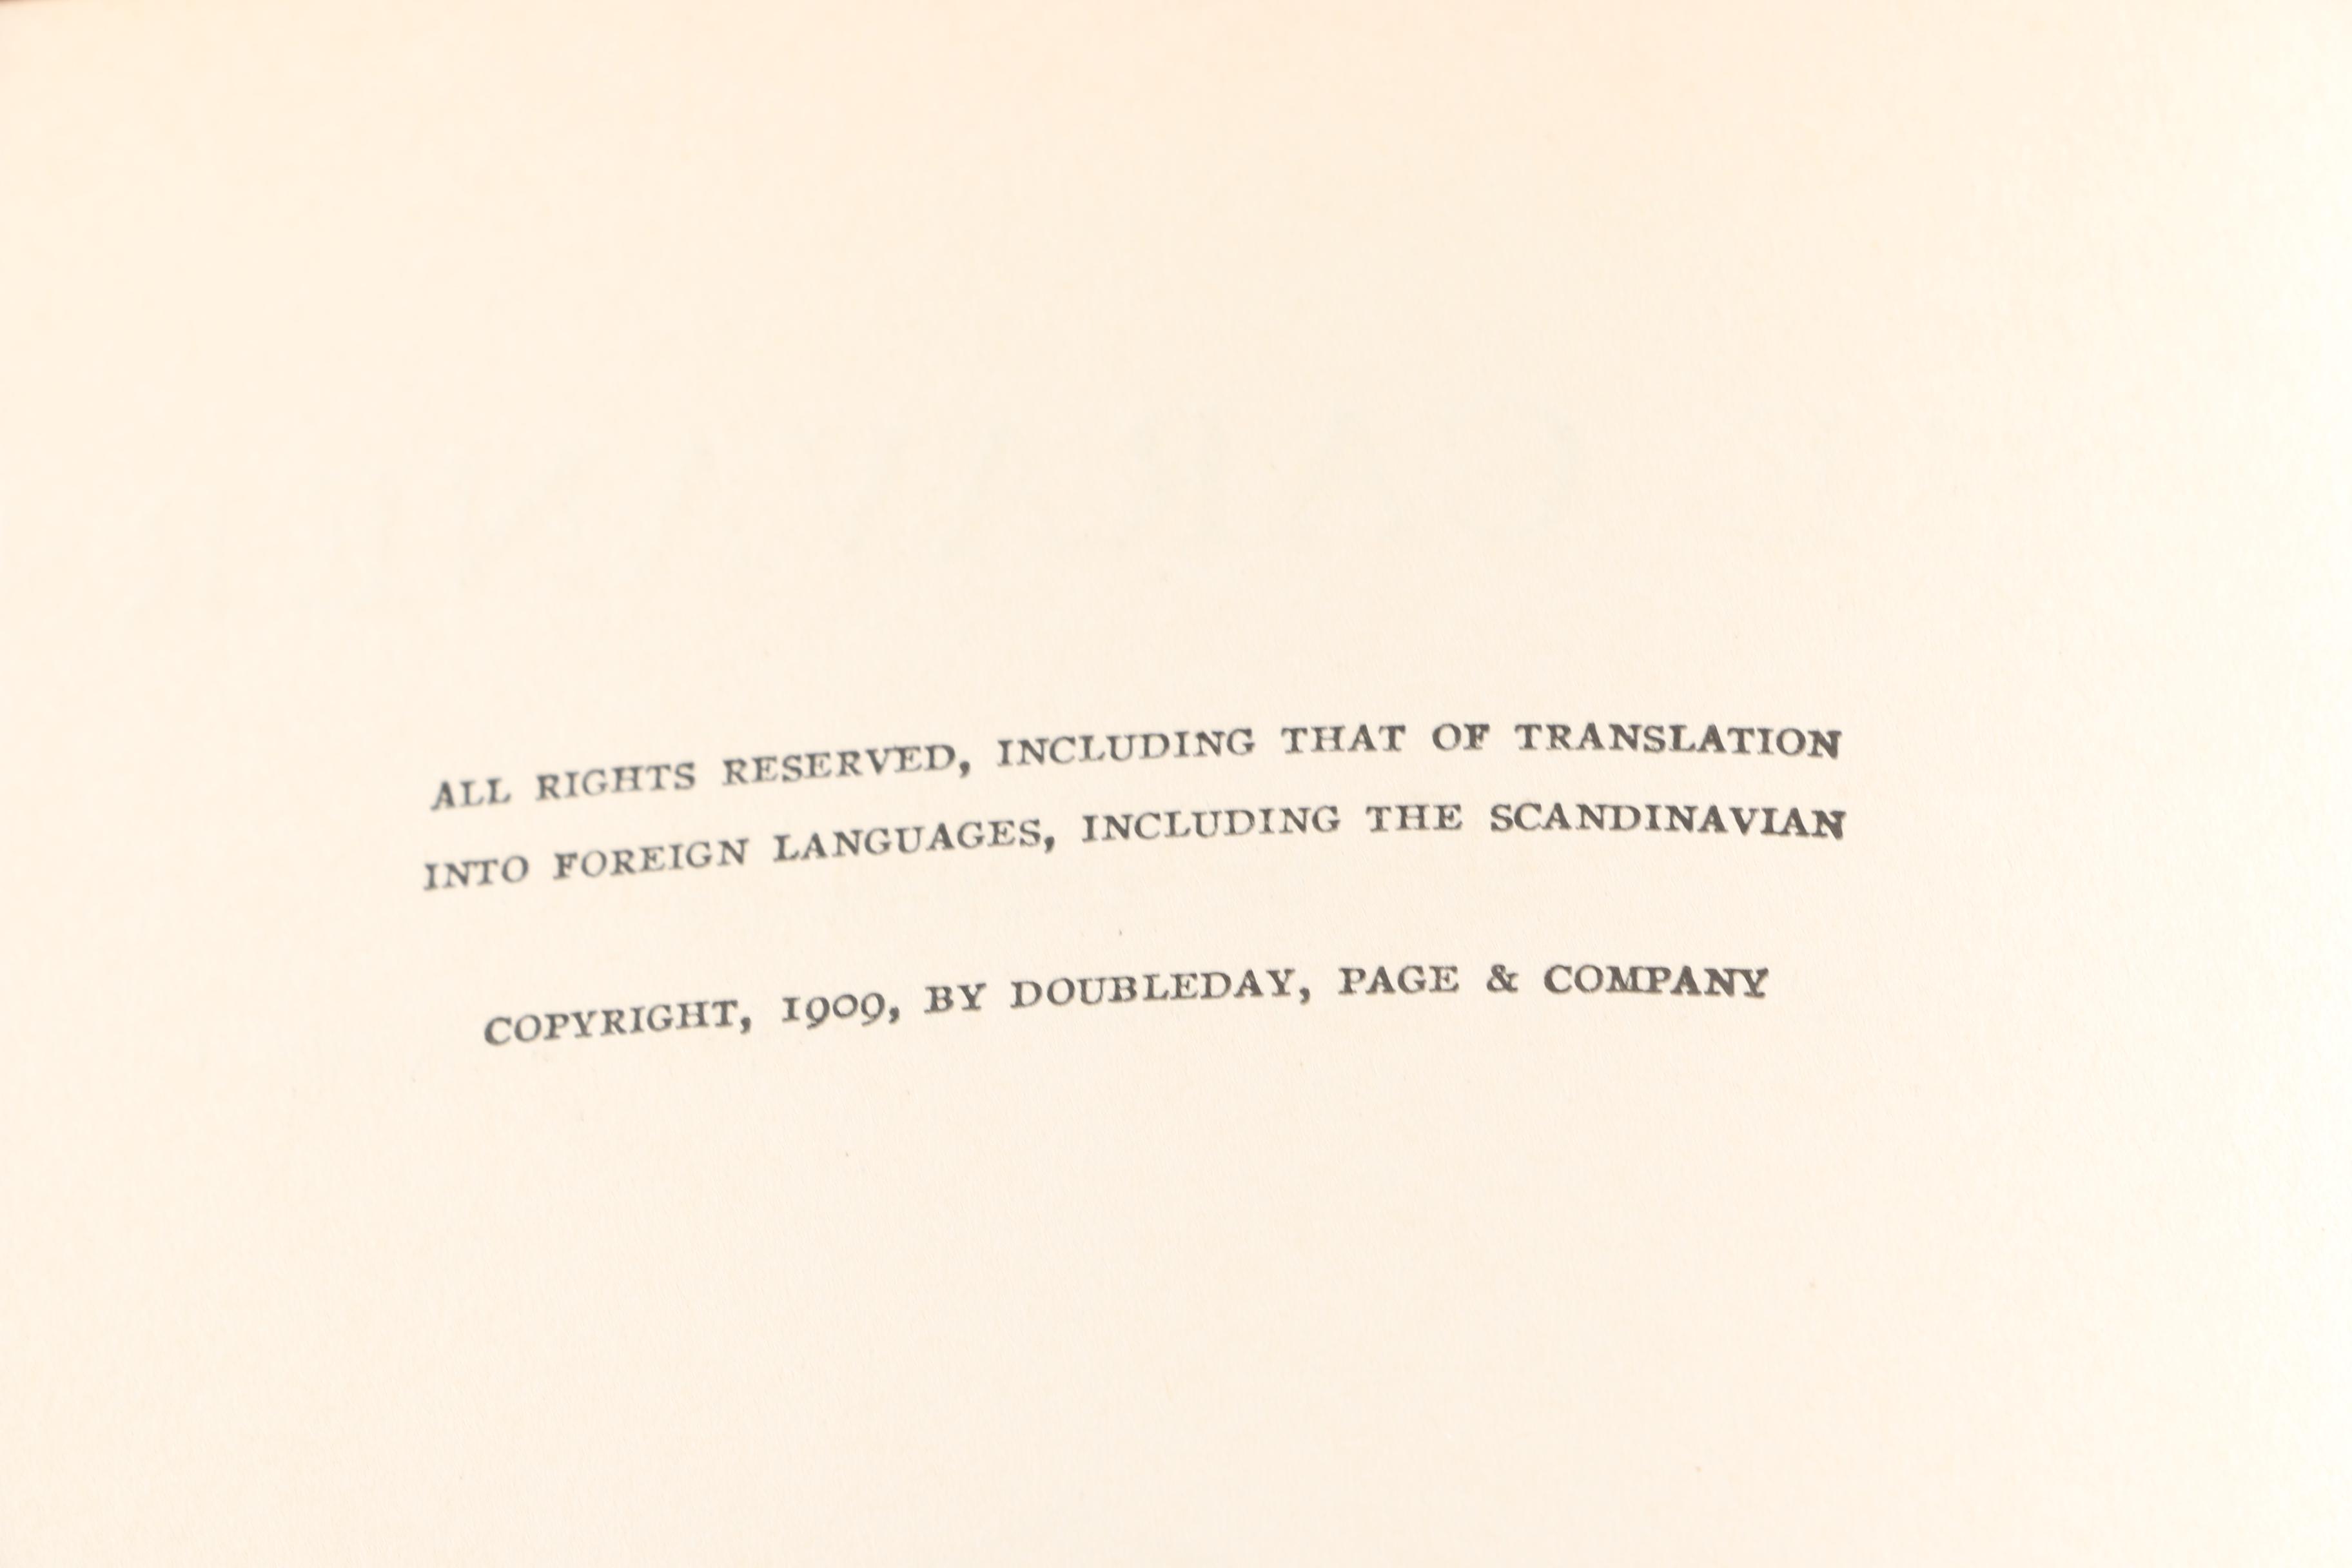 ALL RIGHTS RESERVED, INCLUDING THAT OF TRANSLATION
INTO FOREIGN LANGUAGES, INCLUDING THE SCANDINAVIAN
COPYRIGHT, 1909, BY DOUBLEDAY, PAGE & COMPANY